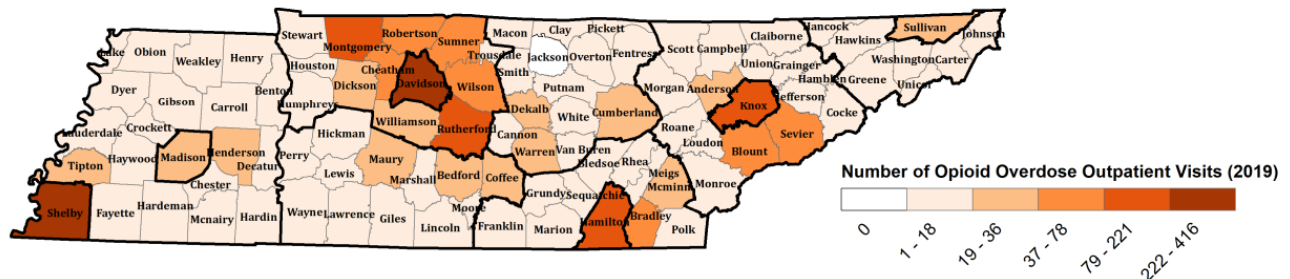 Stewart
Montgomery
Robertson
Sumner
Macon
Clay
Pickett
Scott
Campbell
Claiborne
Hancock
Hawkins
Sullivan
Johnson
Lake
Obion
Weakley
Henry
Houston
Cheatham
Davidson
Wilson
Trousdale
Smith
Jackson
Overton
Fentress
Union
Grainger
Hamblen
Greene
Washington
Carter
Unicoi
Dyer
Gibson
Carroll
Benton
Humphreys
Dickson
Putnam
Morgan
Anderson
Knox
Jefferson
Cocke
Lauderdale
Crockett
Williamson
Rutherford
Dekalb
White
Cumberland
Roane
Loudon
Blount
Sevier
Tipton
Haywood
Madison
Henderson
Decatur
Hickman
Perry
Lewis
Maury
Marshall
Bedford
Coffee
Cannon
Warren
Van Buren
Bledsoe
Rhea
Meigs
Mcminn
Monroe
Shelby
Fayette
Hardeman
Chester
Mcnairy
Hardin
Wayne
Lawrence
Giles
Lincoln
Moore
Franklin
Grundy
Sequatchie
Marion
Hamilton
Bradley
Polk
Number of Opioid Overdose Outpatient Visits (2019)
0
1 - 18
19 - 36
37 - 78
79 - 221
222 - 416